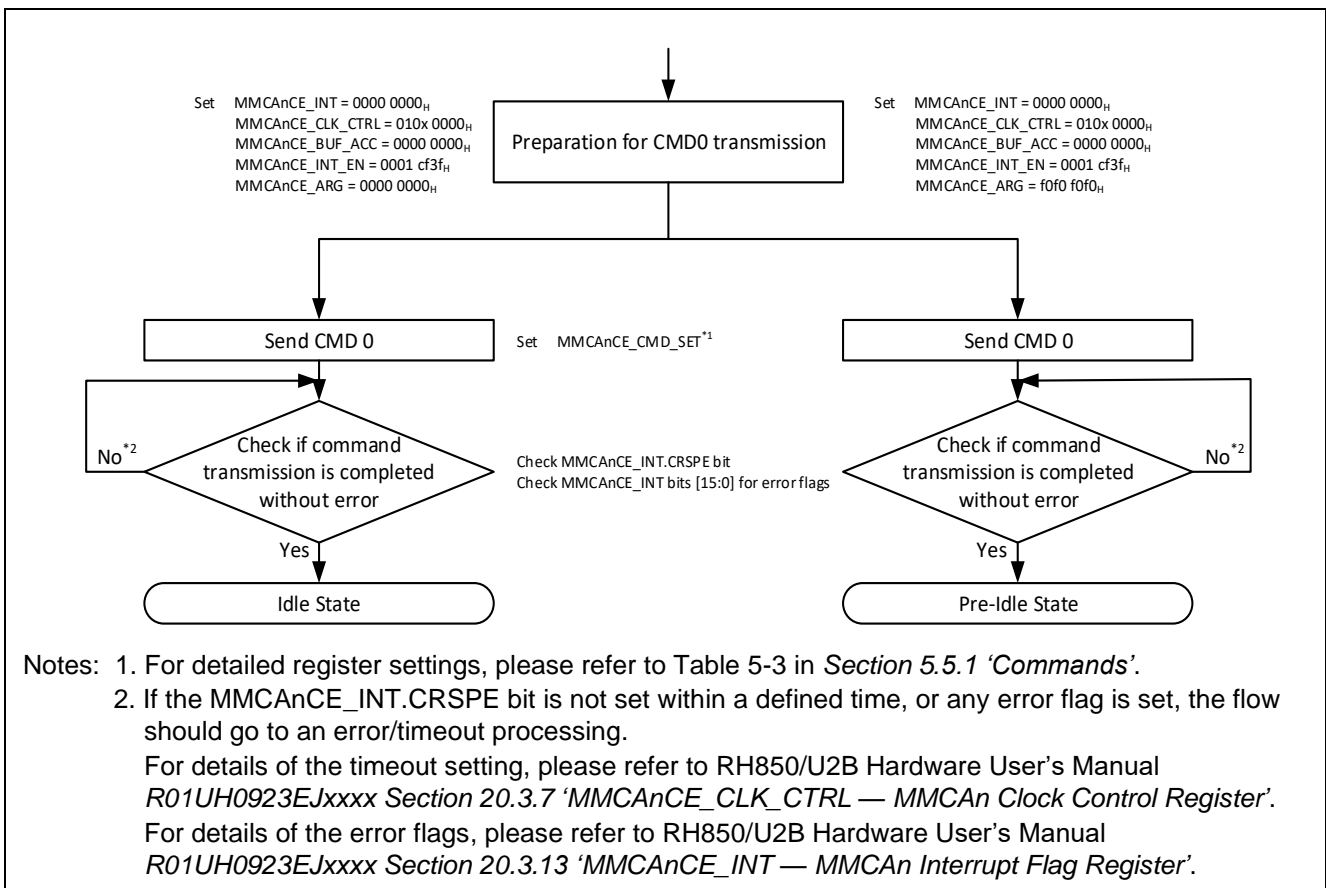 Set MMCAnCE_INT = 0000 0000H
MMCAnCE_CLK_CTRL = 010x 0000H
MMCAnCE_BUF_ACC = 0000 0000H
MMCAnCE_INT_EN = 0001 cf3fH
MMCAnCE_ARG = 0000 0000H
Preparation for CMD0 transmission
Set MMCAnCE_INT = 0000 0000H
MMCAnCE_CLK_CTRL = 010x 0000H
MMCAnCE_BUF_ACC = 0000 0000H
MMCAnCE_INT_EN = 0001 cf3fH
MMCAnCE_ARG = f0f0 f0f0H
Send CMD 0
Set MMCAnCE_CMD_SET*1
Send CMD 0
No*2
Check if command
transmission is completed
without error
Check MMCAnCE_INT.CRSPE bit
Check MMCAnCE_INT bits [15:0] for error flags
Check if command
transmission is completed
without error
No*2
Yes
Yes
Idle State
Pre-Idle State
Notes: 1. For detailed register settings, please refer to Table 5-3 in Section 5.5.1 ‘Commands’.
2. If the MMCAnCE_INT.CRSPE bit is not set within a defined time, or any error flag is set, the flow
should go to an error/timeout processing.
For details of the timeout setting, please refer to RH850/U2B Hardware User’s Manual
R01UH0923EJxxxx Section 20.3.7 ‘MMCAnCE_CLK_CTRL — MMCAn Clock Control Register’.
For details of the error flags, please refer to RH850/U2B Hardware User’s Manual
R01UH0923EJxxxx Section 20.3.13 ‘MMCAnCE_INT — MMCAn Interrupt Flag Register’.